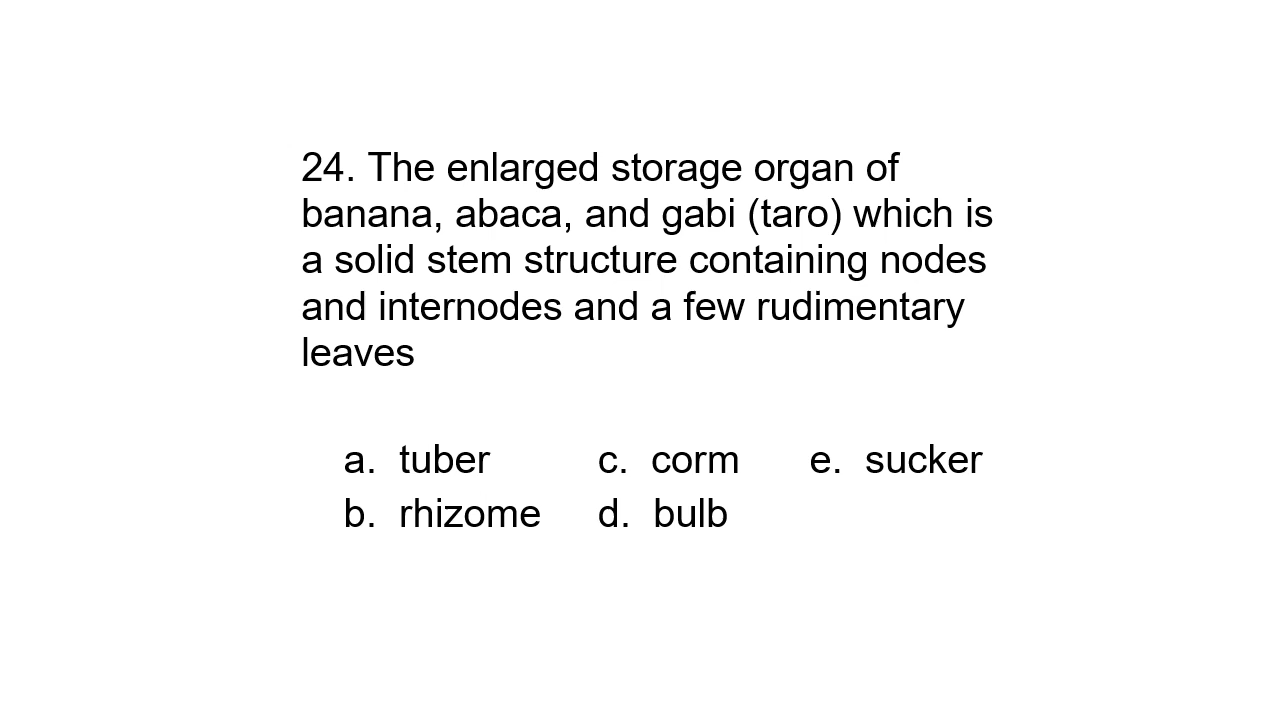 24. The enlarged storage organ of
banana, abaca, and gabi (taro) which is
a solid stem structure containing nodes
and internodes and a few rudimentary
leaves
a. tuber c. corm e. sucker
b. rhizome d. bulb